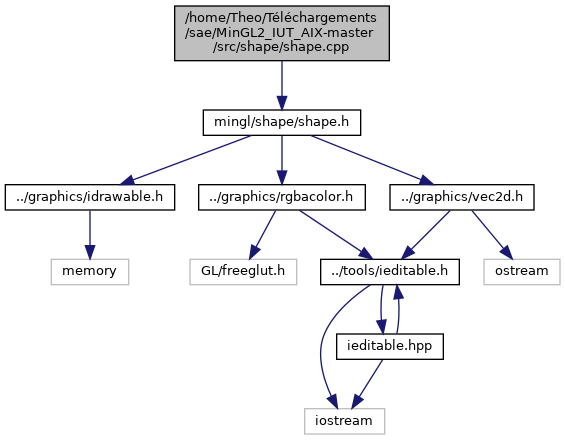 /home/Theo/Téléchargements
/sae/MinGL2_IUT_AIX-master
/src/shape/shape.cpp
mingl/shape/shape.h
../graphics/idrawable.h
../graphics/rgbacolor.h
../graphics/vec2d.h
memory
GL/freeglut.h
../tools/ieditable.h
ostream
ieditable.hpp
iostream